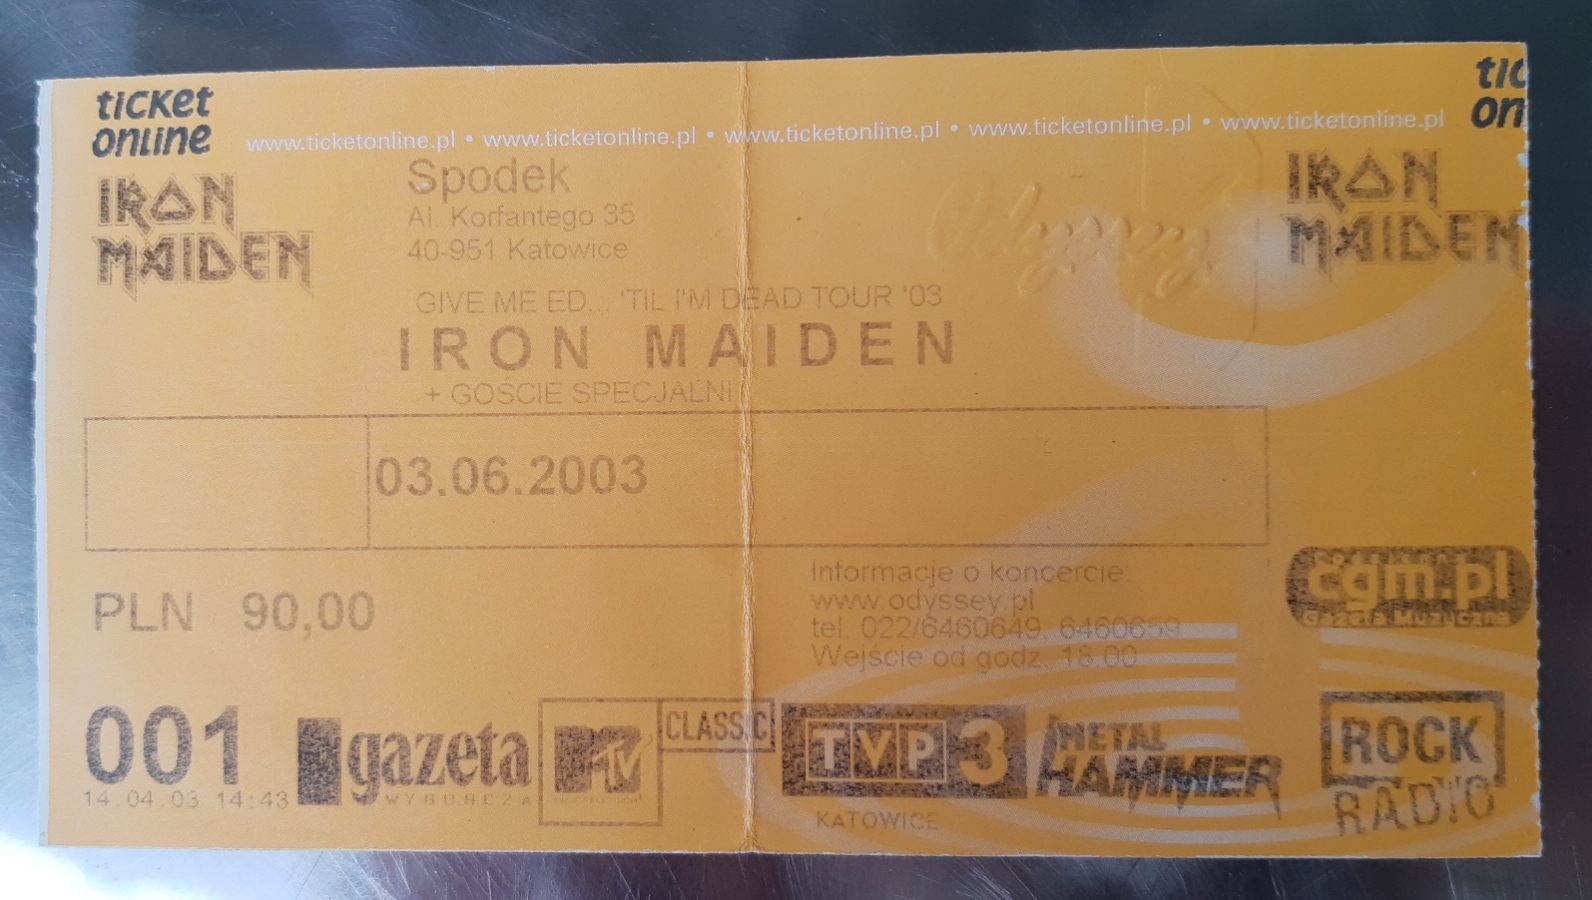 ticket
online
www.ticketonline.pl • www.ticketonline.pl • www.ticketonline.pl • www.ticketonline.pl • www.ticketonline.pl
tic
on
IRON
MAIDEN
Spodek
Al. Korfantego 35
40-951 Katowice
Odyssey
IRON
MAIDEN
GIVE ME ED... 'TIL I'M DEAD TOUR '03
IRON MAIDEN
+ GOŚCIE SPECJALNI
03.06.2003
PLN 90,00
Informacje o koncercie:
www.odyssey.pl
tel. 022/6460649, 6460659
Wejście od godz. 18.00
cgm.pl
Gazeta Muzyczna
001
14.04.03 14:43
gazeta
WYBORCZA
MTV
CLASSIC
TVP 3
KATOWICE
METAL
HAMMER
ROCK
RADIO